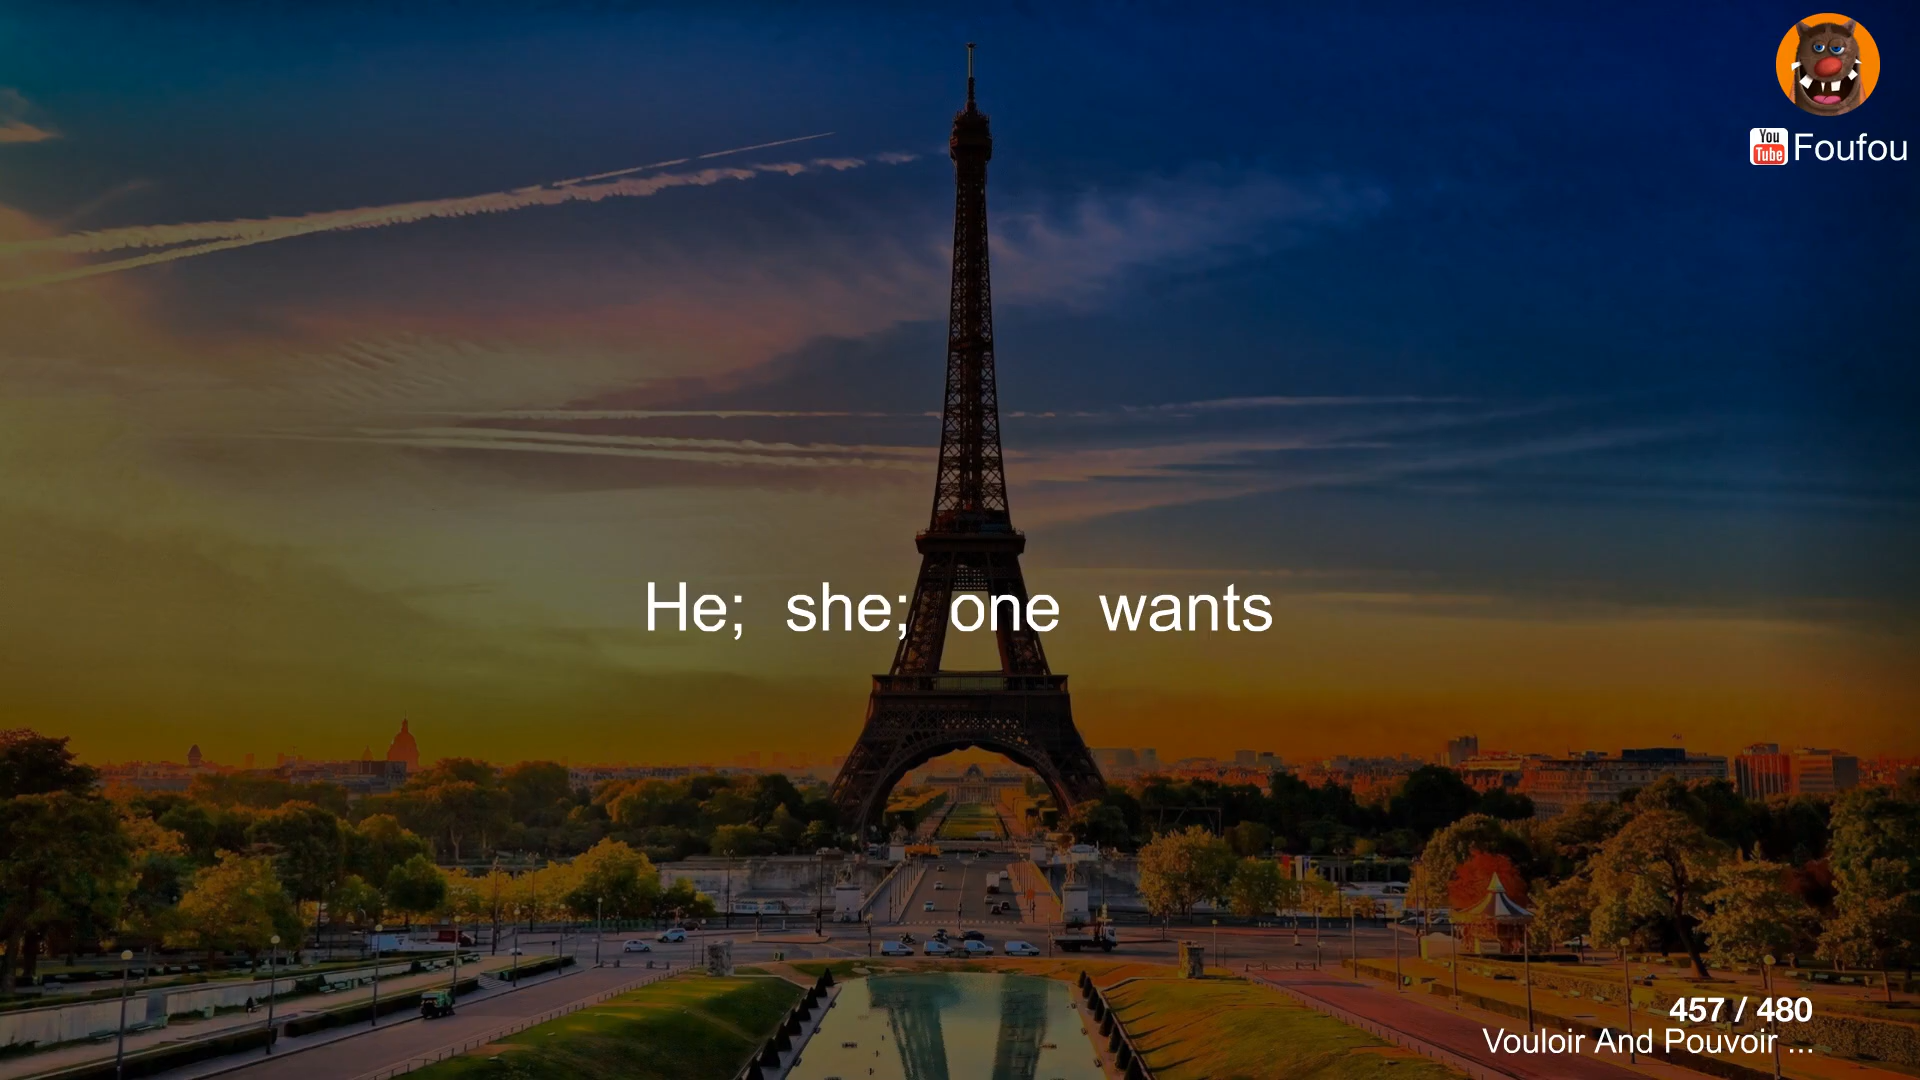 You
Tube Foufou
He; she; one wants
457 / 480
Vouloir And Pouvoir ...